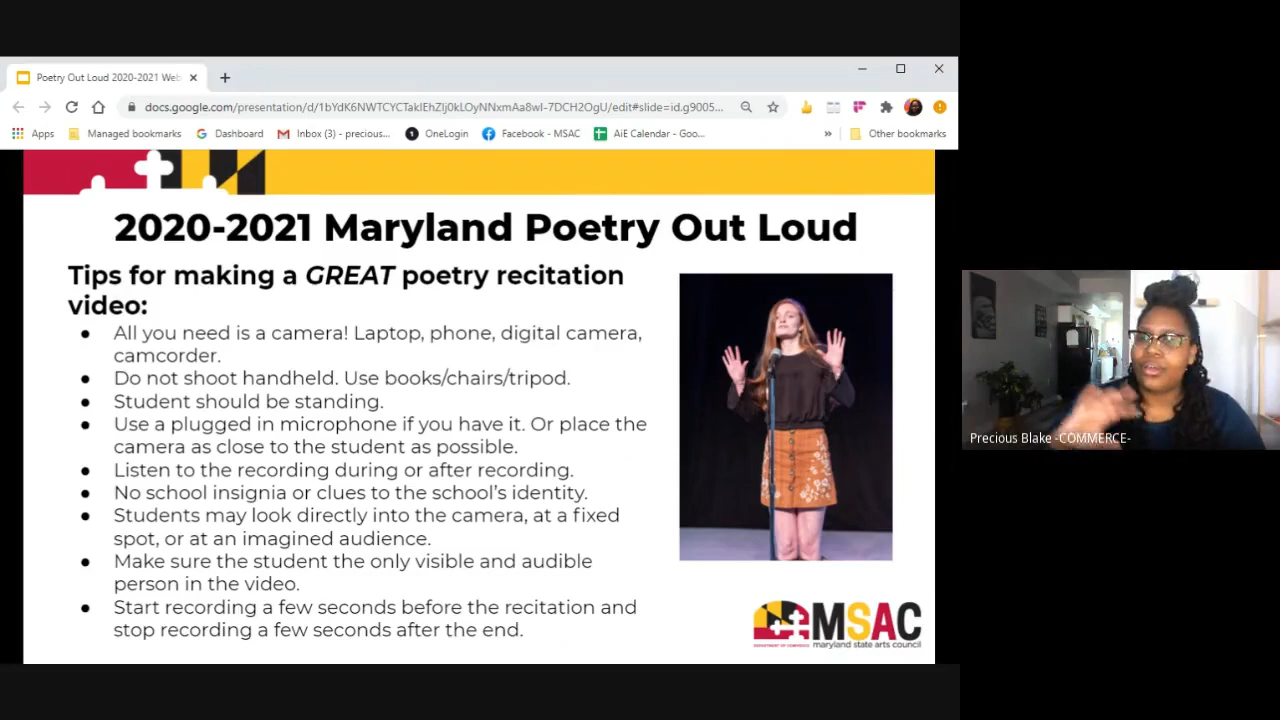 Poetry Out Loud 2020-2021 Web
docs.google.com/presentation/d/1bYdK6NWTCYCTaklEhZIj0kLOyNNxmAa8wI-7DCH2OgU/edit#slide=id.g9005...
Apps Managed bookmarks Dashboard Inbox (3) - precious... OneLogin Facebook - MSAC AiE Calendar - Goo... » Other bookmarks
2020-2021 Maryland Poetry Out Loud
Tips for making a GREAT poetry recitation
video:
● All you need is a camera! Laptop, phone, digital camera,
camcorder.
● Do not shoot handheld. Use books/chairs/tripod.
● Student should be standing.
● Use a plugged in microphone if you have it. Or place the
camera as close to the student as possible.
● Listen to the recording during or after recording.
● No school insignia or clues to the school's identity.
● Students may look directly into the camera, at a fixed
spot, or at an imagined audience.
● Make sure the student the only visible and audible
person in the video.
● Start recording a few seconds before the recitation and
stop recording a few seconds after the end.
MSAC
DEPARTMENT OF COMMERCE maryland state arts council
Precious Blake -COMMERCE-